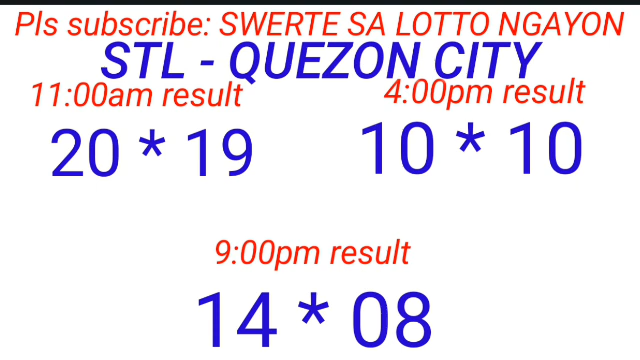 Pls subscribe: SWERTE SA LOTTO NGAYON
STL - QUEZON CITY
11:00am result
20 * 19
4:00pm result
10 * 10
9:00pm result
14 * 08